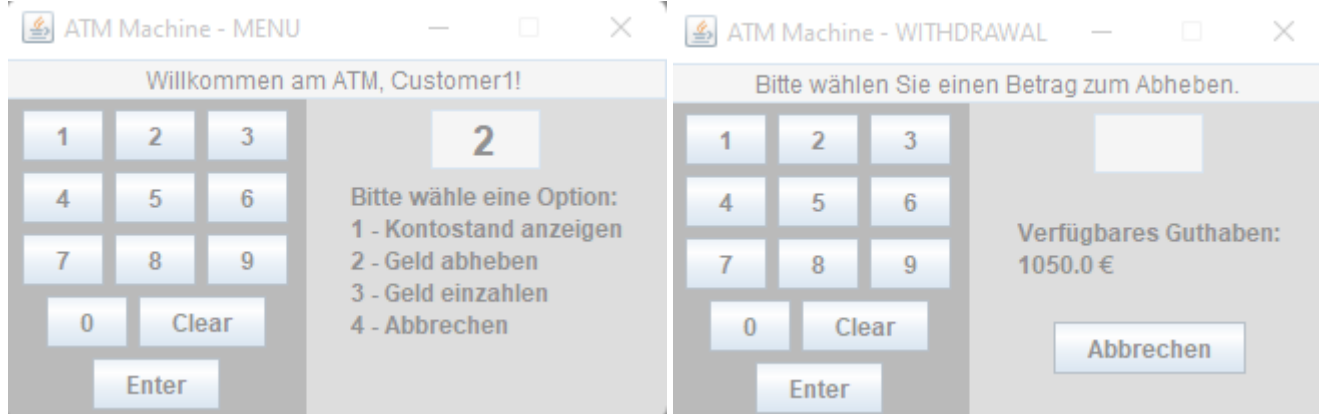 ATM Machine - MENU
Willkommen am ATM, Customer1!
1 2 3
4 5 6
7 8 9
0 Clear
Enter
2
Bitte wähle eine Option:
1 - Kontostand anzeigen
2 - Geld abheben
3 - Geld einzahlen
4 - Abbrechen
ATM Machine - WITHDRAWAL
Bitte wählen Sie einen Betrag zum Abheben.
1 2 3
4 5 6
7 8 9
0 Clear
Enter
Verfügbares Guthaben:
1050.0 €
Abbrechen